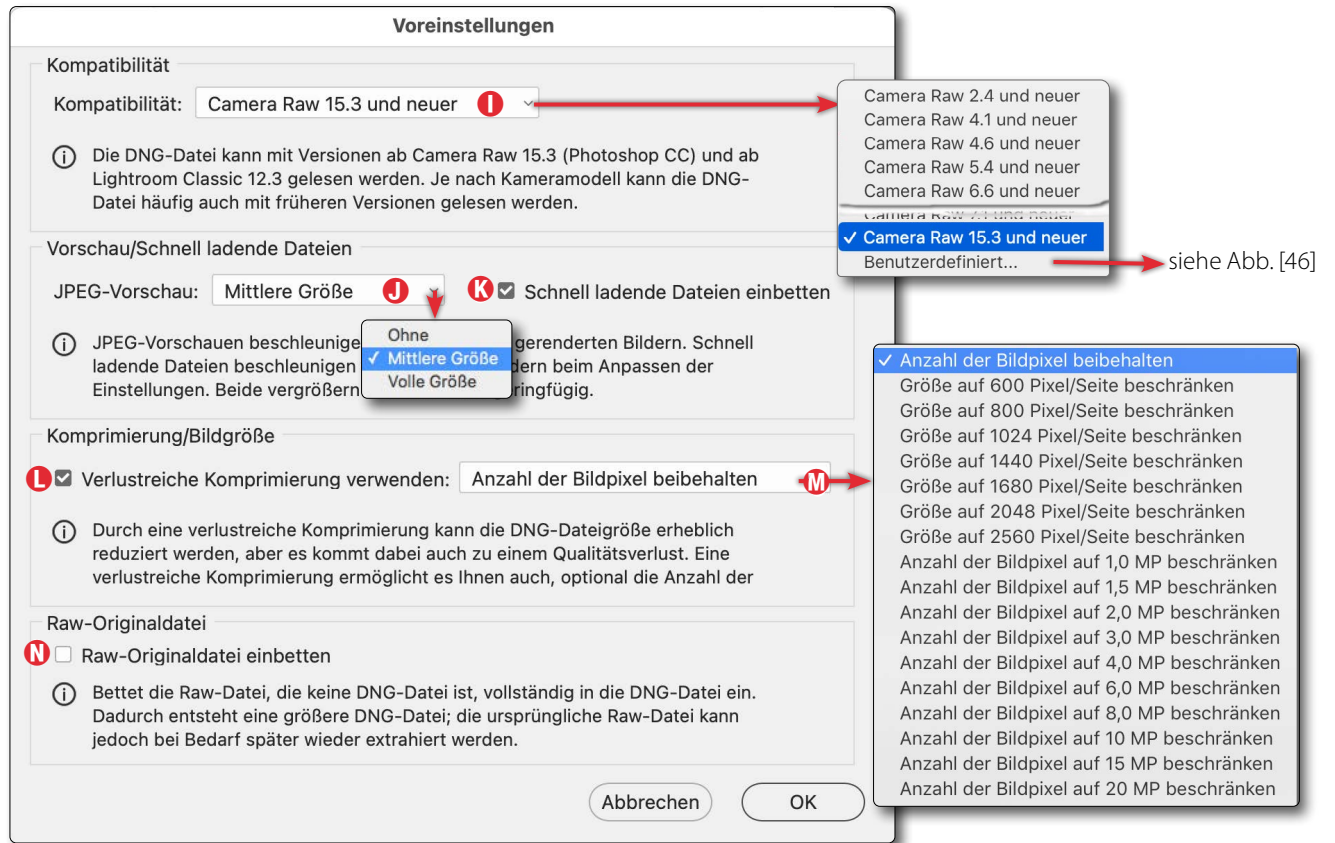 Voreinstellungen
Kompatibilität
Kompatibilität: Camera Raw 15.3 und neuer I
Die DNG-Datei kann mit Versionen ab Camera Raw 15.3 (Photoshop CC) und ab
Lightroom Classic 12.3 gelesen werden. Je nach Kameramodell kann die DNG-
Datei häufig auch mit früheren Versionen gelesen werden.
Camera Raw 2.4 und neuer
Camera Raw 4.1 und neuer
Camera Raw 4.6 und neuer
Camera Raw 5.4 und neuer
Camera Raw 6.6 und neuer
Camera Raw 7.1 und neuer
✓ Camera Raw 15.3 und neuer
Benutzerdefiniert...
siehe Abb. [46]
Vorschau/Schnell ladende Dateien
JPEG-Vorschau: Mittlere Größe J K Schnell ladende Dateien einbetten
Ohne
✓ Mittlere Größe
Volle Größe
JPEG-Vorschauen beschleunige gerenderten Bildern. Schnell
ladende Dateien beschleunigen dern beim Anpassen der
Einstellungen. Beide vergrößern ringfügig.
Komprimierung/Bildgröße
L Verlustreiche Komprimierung verwenden: Anzahl der Bildpixel beibehalten M
Durch eine verlustreiche Komprimierung kann die DNG-Dateigröße erheblich
reduziert werden, aber es kommt dabei auch zu einem Qualitätsverlust. Eine
verlustreiche Komprimierung ermöglicht es Ihnen auch, optional die Anzahl der
✓ Anzahl der Bildpixel beibehalten
Größe auf 600 Pixel/Seite beschränken
Größe auf 800 Pixel/Seite beschränken
Größe auf 1024 Pixel/Seite beschränken
Größe auf 1440 Pixel/Seite beschränken
Größe auf 1680 Pixel/Seite beschränken
Größe auf 2048 Pixel/Seite beschränken
Größe auf 2560 Pixel/Seite beschränken
Anzahl der Bildpixel auf 1,0 MP beschränken
Anzahl der Bildpixel auf 1,5 MP beschränken
Anzahl der Bildpixel auf 2,0 MP beschränken
Anzahl der Bildpixel auf 3,0 MP beschränken
Anzahl der Bildpixel auf 4,0 MP beschränken
Anzahl der Bildpixel auf 6,0 MP beschränken
Anzahl der Bildpixel auf 8,0 MP beschränken
Anzahl der Bildpixel auf 10 MP beschränken
Anzahl der Bildpixel auf 15 MP beschränken
Anzahl der Bildpixel auf 20 MP beschränken
Raw-Originaldatei
N Raw-Originaldatei einbetten
Bettet die Raw-Datei, die keine DNG-Datei ist, vollständig in die DNG-Datei ein.
Dadurch entsteht eine größere DNG-Datei; die ursprüngliche Raw-Datei kann
jedoch bei Bedarf später wieder extrahiert werden.
Abbrechen OK